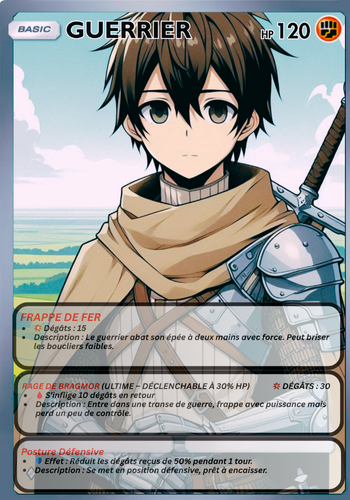 BASIC GUERRIER HP 120
FRAPPE DE FER
• 💥 Dégâts : 15
• Description : Le guerrier abat son épée à deux mains avec force. Peut briser
les boucliers faibles.
RAGE DE BRAGMOR (ULTIME – DÉCLENCHABLE À 30% HP) 💥 DÉGÂTS : 30
• 🩸 S'inflige 10 dégâts en retour
• Description : Entre dans une transe de guerre, frappe avec puissance mais
perd un peu de contrôle.
Posture Défensive
• 🛡 Effet : Réduit les dégâts reçus de 50% pendant 1 tour.
• Description : Se met en position défensive, prêt à encaisser.